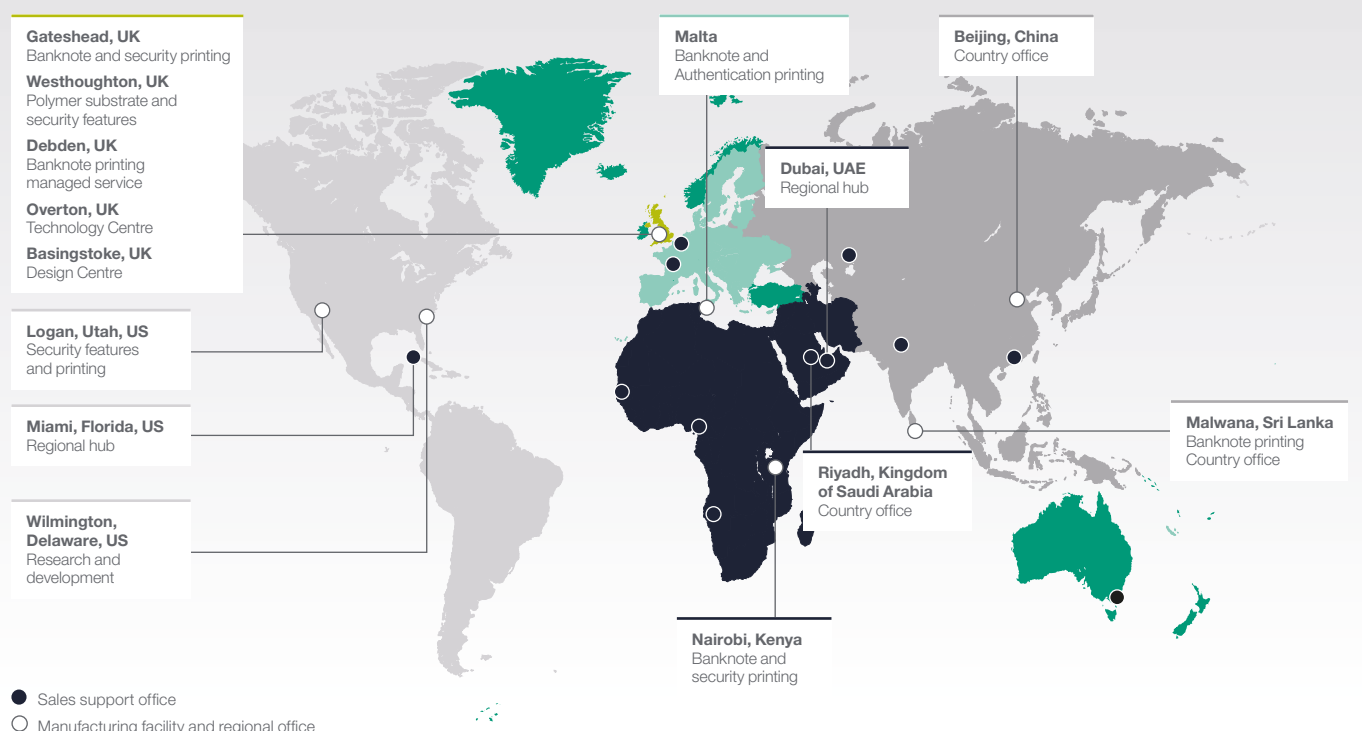 Gateshead, UK
Banknote and security printing
Westhoughton, UK
Polymer substrate and
security features
Debden, UK
Banknote printing
managed service
Overton, UK
Technology Centre
Basingstoke, UK
Design Centre
Logan, Utah, US
Security features
and printing
Miami, Florida, US
Regional hub
Wilmington,
Delaware, US
Research and
development
Malta
Banknote and
Authentication printing
Dubai, UAE
Regional hub
Beijing, China
Country office
Malwana, Sri Lanka
Banknote printing
Country office
Riyadh, Kingdom
of Saudi Arabia
Country office
Nairobi, Kenya
Banknote and
security printing
Sales support office
Manufacturing facility and regional office